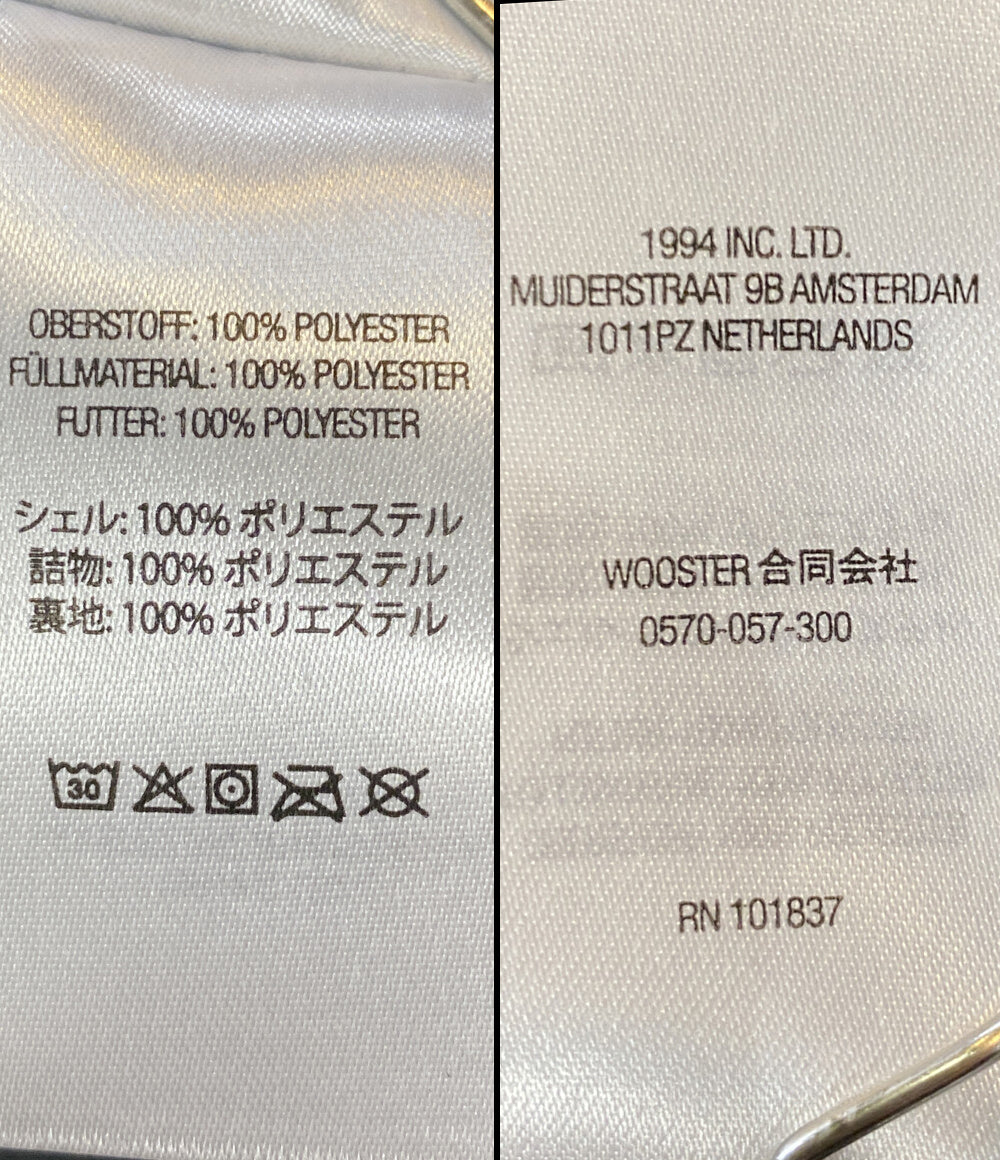 OBERSTOFF: 100% POLYESTER
FÜLLMATERIAL: 100% POLYESTER
FUTTER: 100% POLYESTER
シェル: 100% ポリエステル
詰物: 100% ポリエステル
裏地: 100% ポリエステル
30
1994 INC. LTD.
MUIDERSTRAAT 9B AMSTERDAM
1011PZ NETHERLANDS
WOOSTER 合同会社
0570-057-300
RN 101837